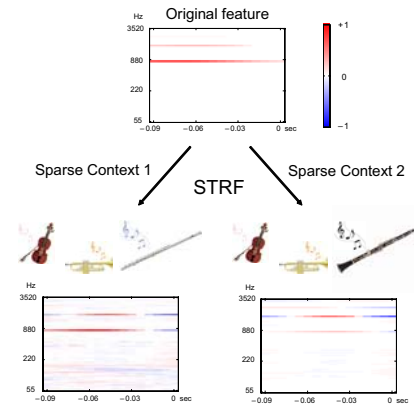 Original feature
Hz
3520
880
220
55
−0.09 −0.06 −0.03 0 sec
+1
0
−1
Sparse Context 1
Sparse Context 2
STRF
Hz
3520
880
220
55
−0.09 −0.06 −0.03 0 sec
Hz
3520
880
220
55
−0.09 −0.06 −0.03 0 sec